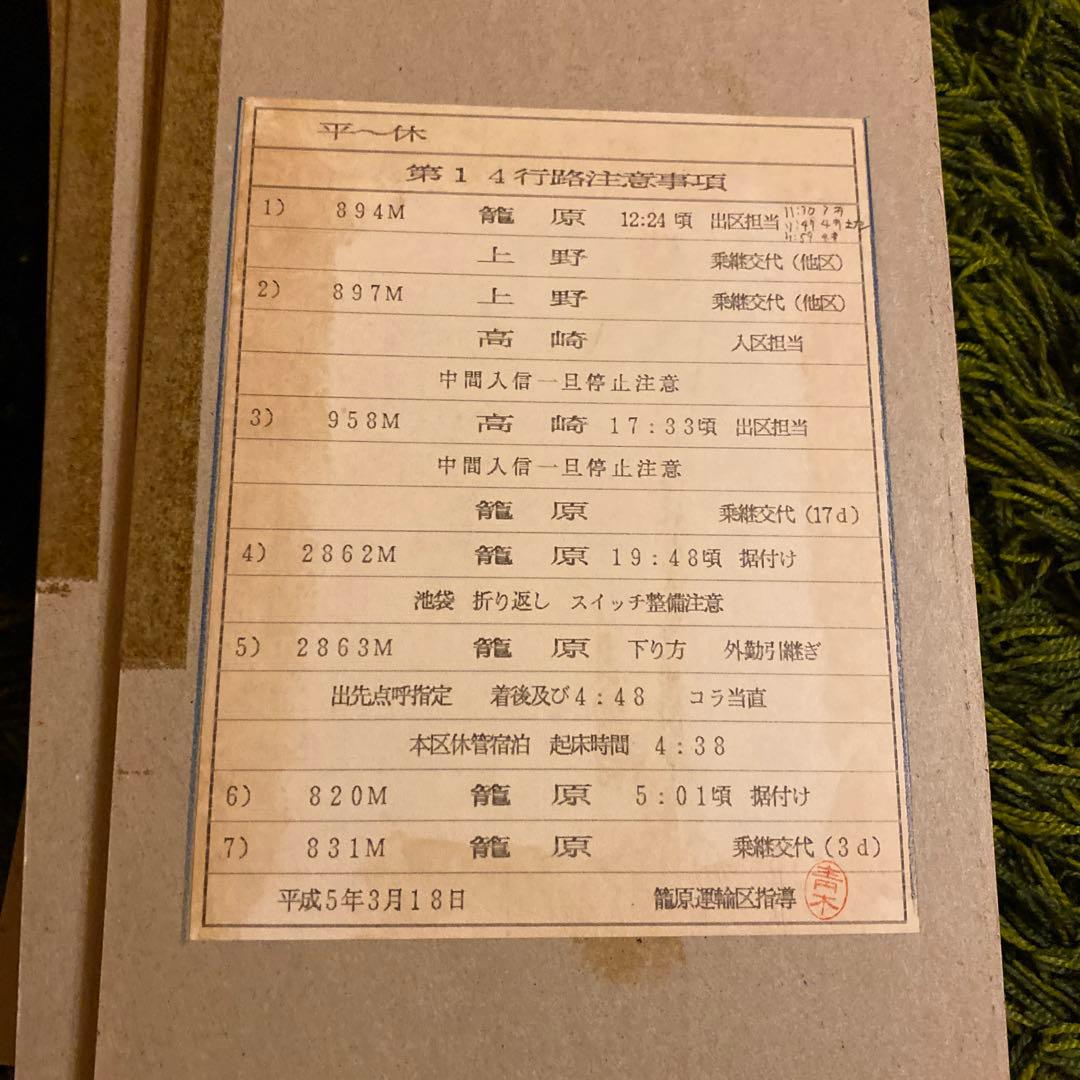 平～休
第１４行路注意事項
1) 894M 籠原 12:24頃 出区担当
上野 乗継交代(他区)
2) 897M 上野 乗継交代(他区)
高崎 入区担当
中間入信一旦停止注意
3) 958M 高崎 17:33頃 出区担当
中間入信一旦停止注意
籠原 乗継交代(17d)
4) 2862M 籠原 19:48頃 据付け
池袋 折り返し スイッチ整備注意
5) 2863M 籠原 下り方 外勤引継ぎ
出先点呼指定 着後及び4:48 コラ当直
本区休管宿泊 起床時間 4:38
6) 820M 籠原 5:01頃 据付け
7) 831M 籠原 乗継交代(3d)
平成5年3月18日 籠原運輸区指導 青木